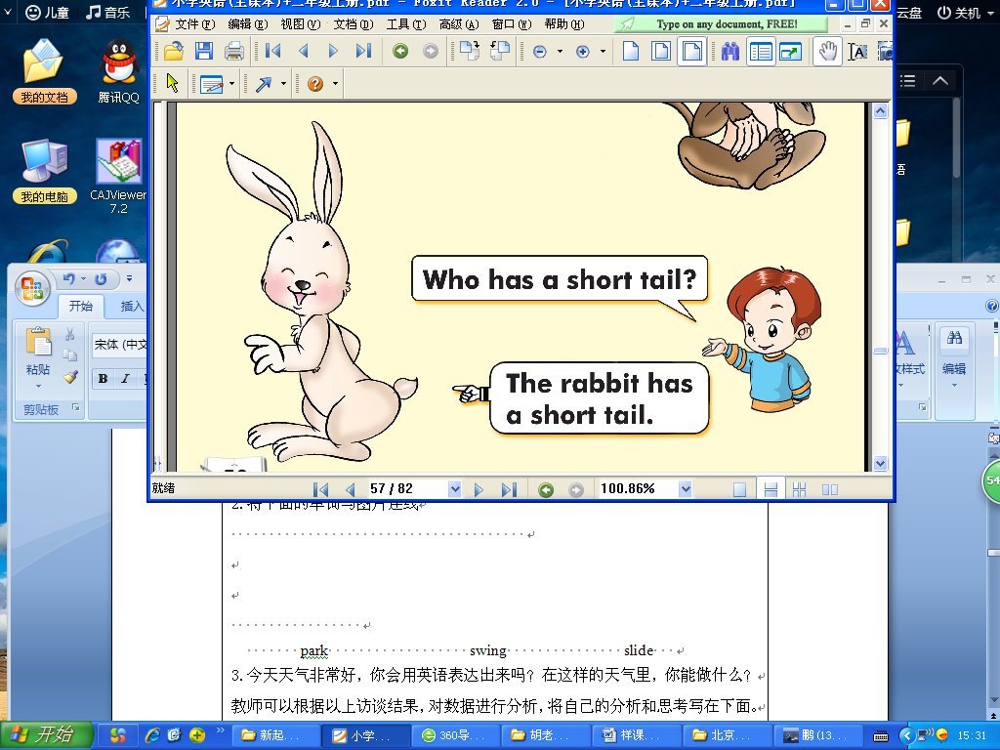 儿童 音乐 云盘 关机
小学英语(全课本)+二年级上册.pdf - Foxit Reader 2.0 - [小学英语(全课本)+二年级上册.pdf]
文件(F) 编辑(E) 视图(V) 文档(D) 工具(T) 高级(A) 窗口(W) 帮助(H) Type on any document, FREE!
我的文档
腾讯QQ
我的电脑
CAJViewer
7.2
Who has a short tail?
The rabbit has
a short tail.
就绪 57 / 82 100.86%
开始 插入
宋体 (中文
粘贴
B I
剪贴板
编辑
54
2.将下面的单词与图片连线
park swing slide
3.今天天气非常好，你会用英语表达出来吗？在这样的天气里，你能做什么？
教师可以根据以上访谈结果，对数据进行分析，将自己的分析和思考写在下面。
开始 新起... 小学... 360导... 胡老... 样课... 北京... 鹏(13... 15:31